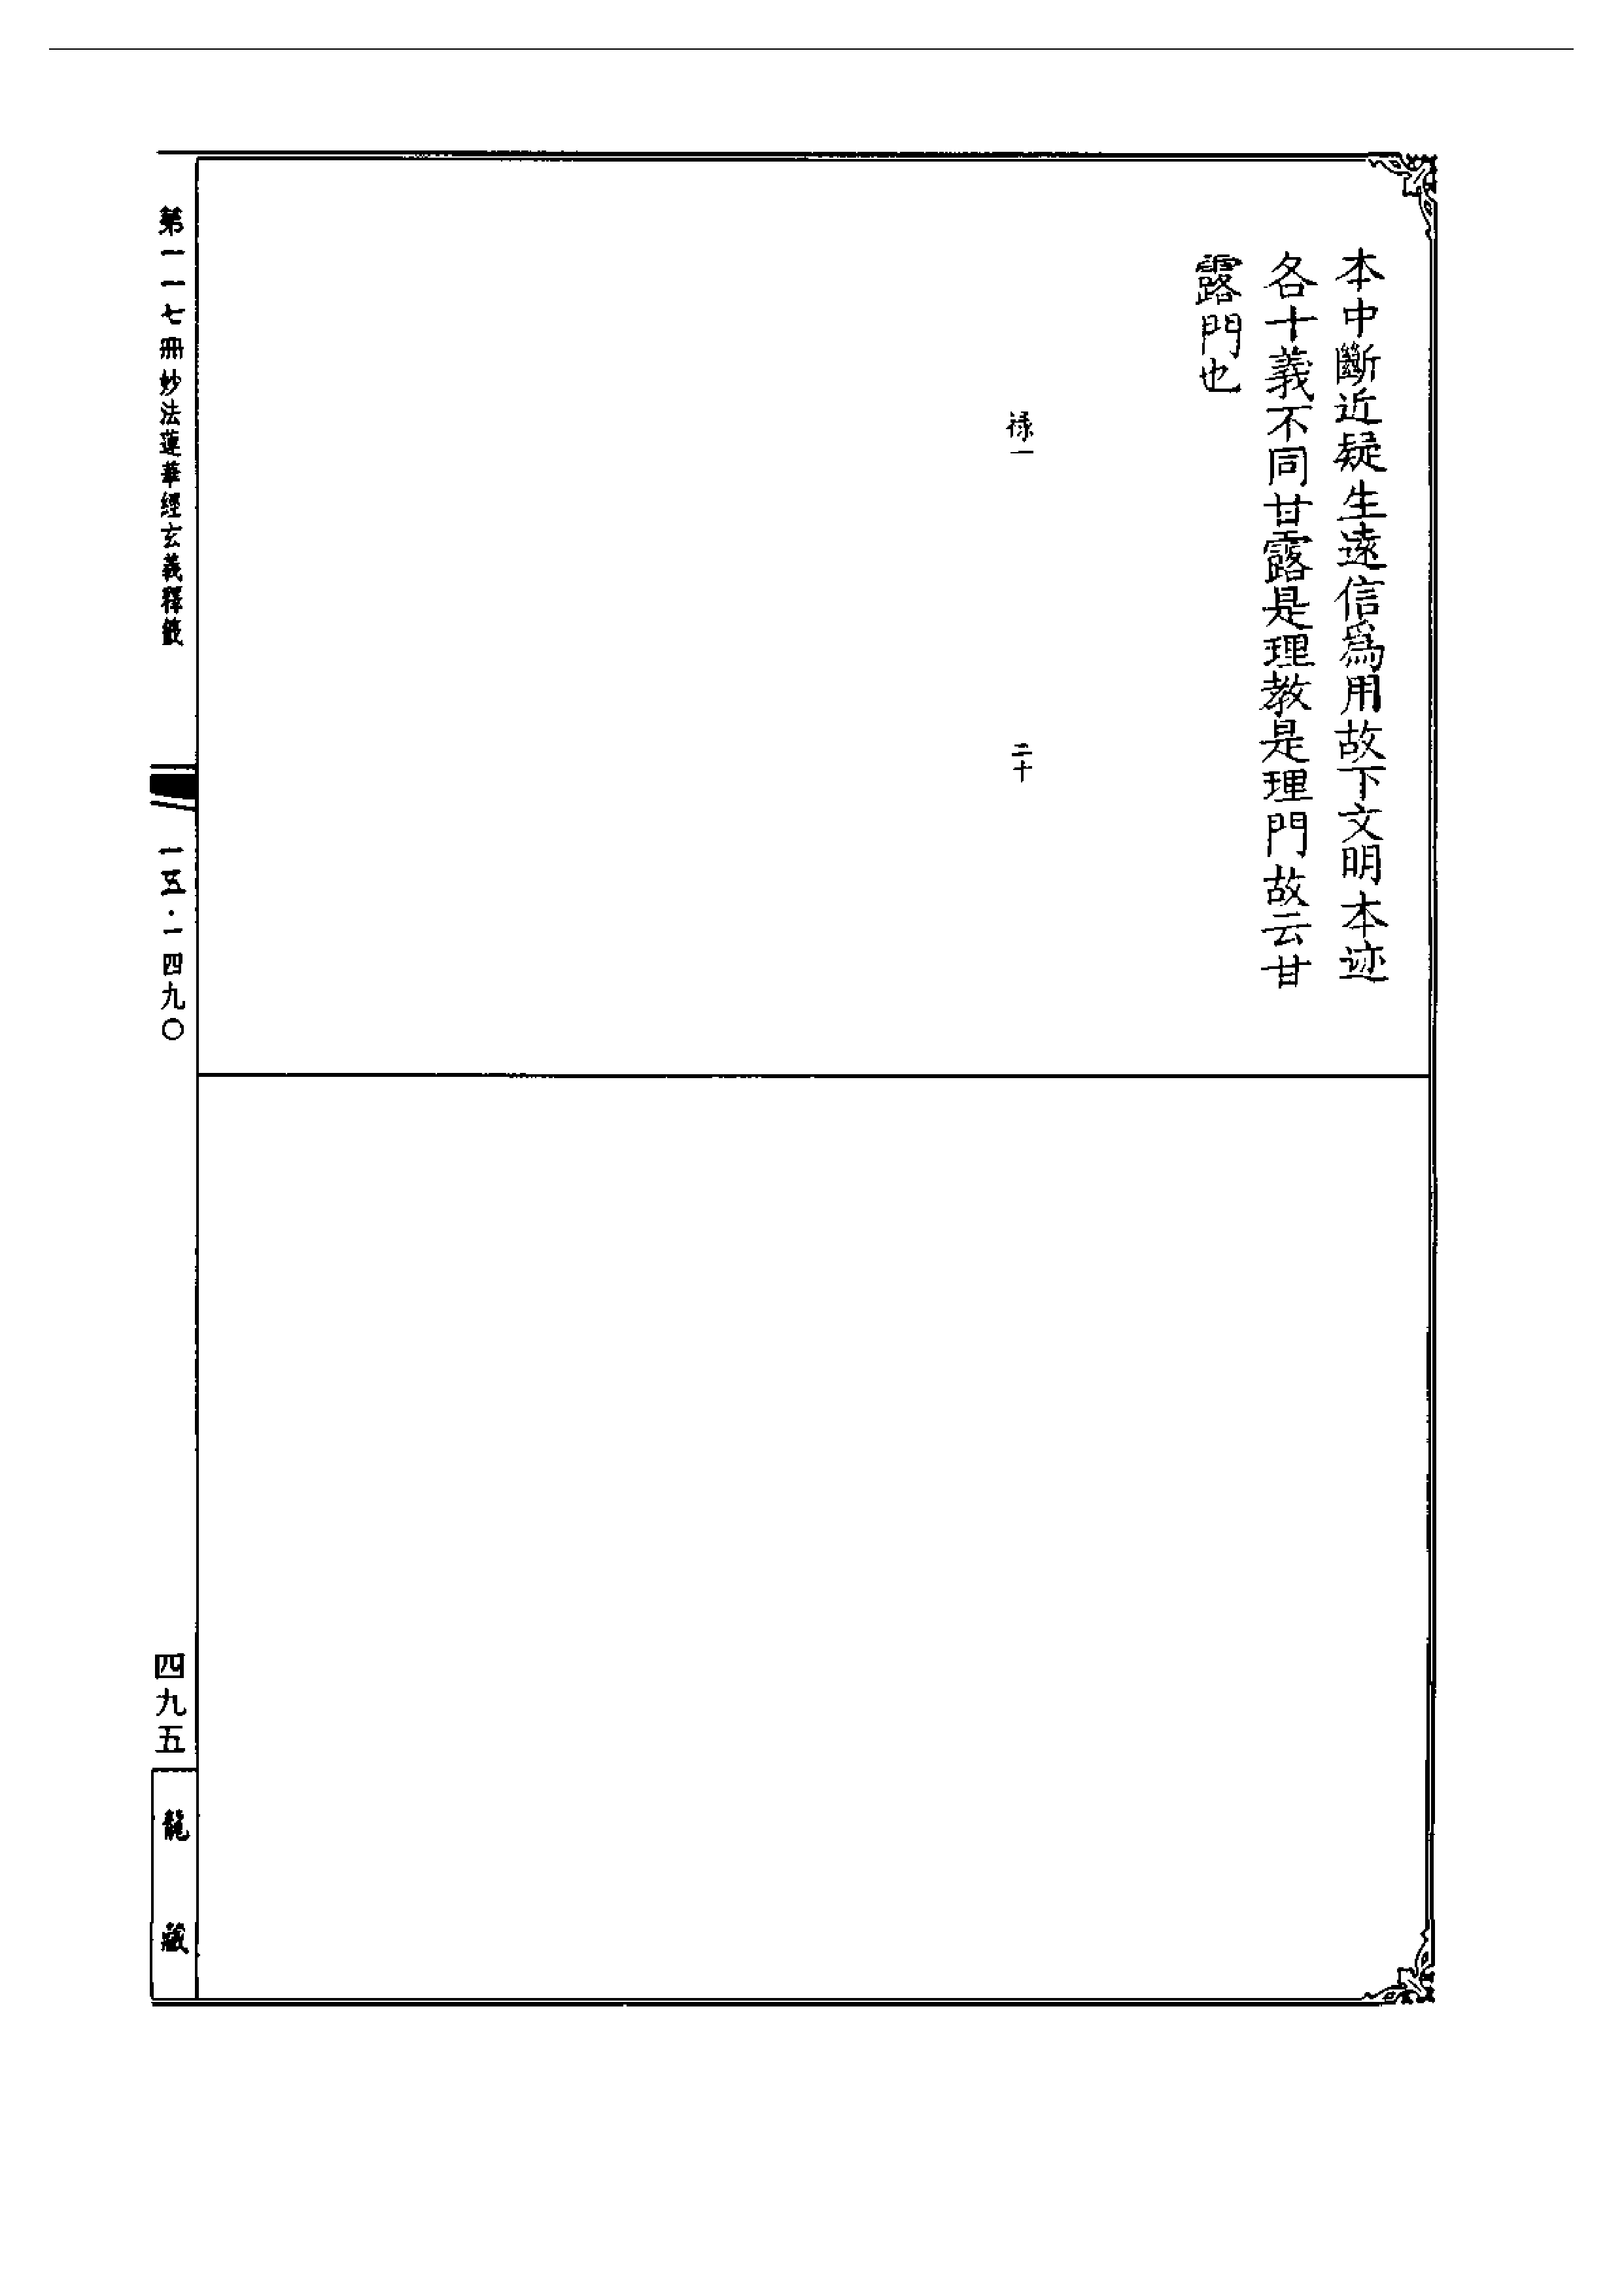 本中斷近疑生遠信爲用故下文明本迹
各十義不同甘露是理教是理門故云甘
露門也
祿一
二十
第一一七冊妙法蓮華經玄義釋籤
一五·一四九〇
四九五
龍藏